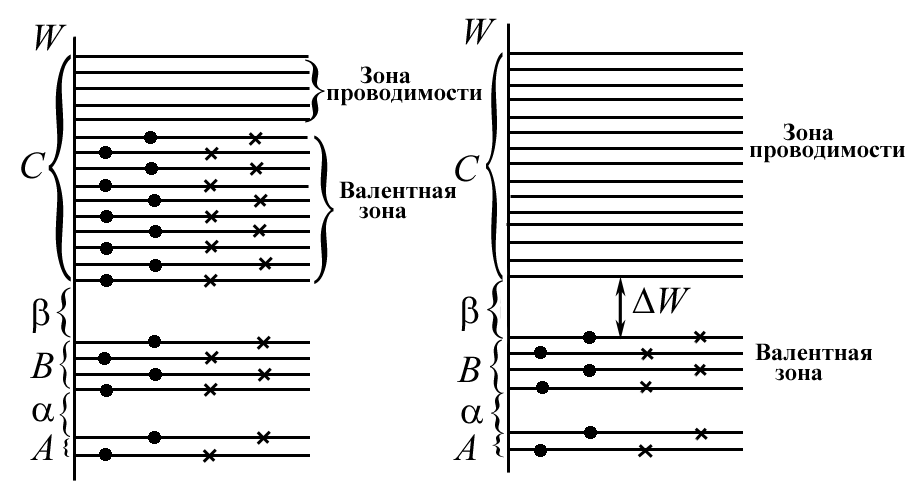 W
Зона
проводимости
C
Валентная
зона
β
B
α
A
W
Зона
проводимости
C
β
ΔW
Валентная
зона
B
α
A